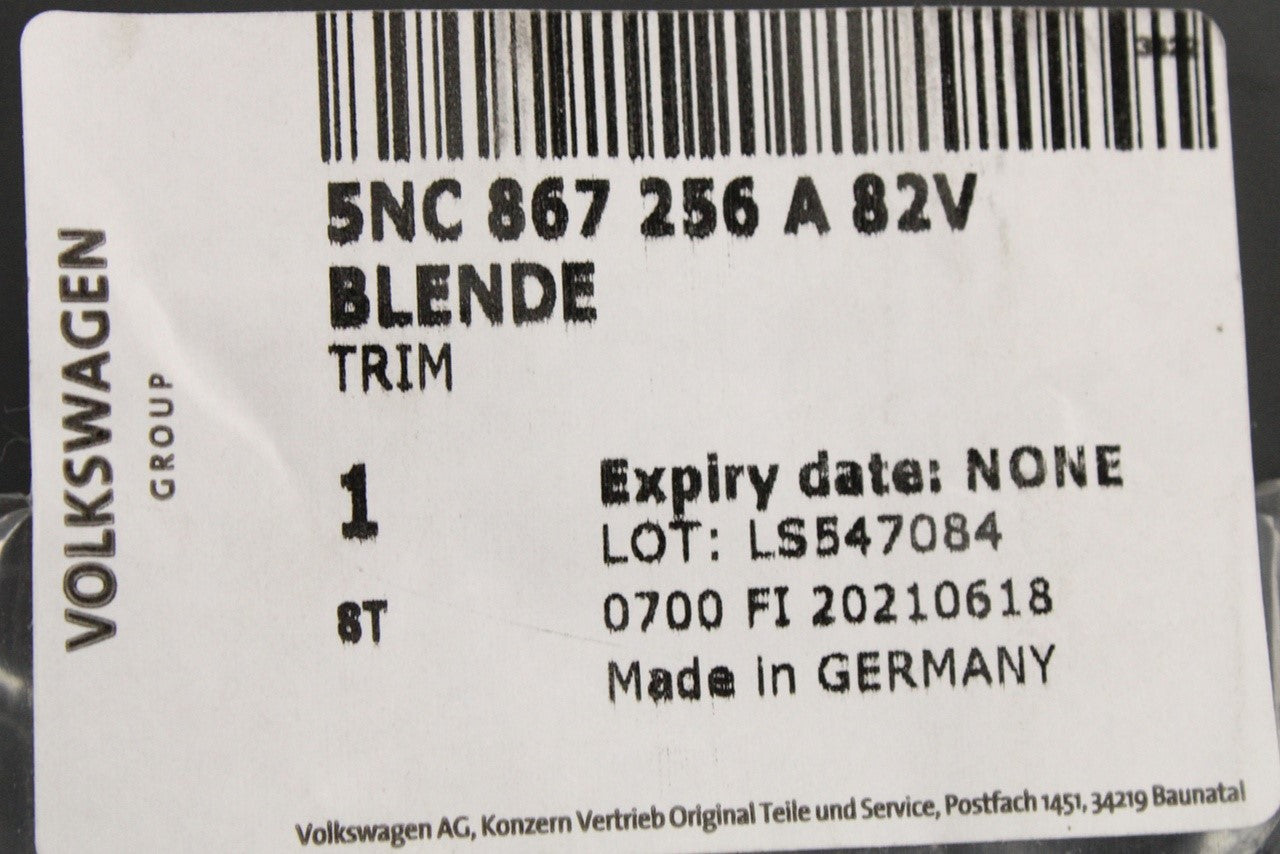 5NC 867 256 A 82V
BLENDE
TRIM
1
Expiry date: NONE
LOT: LS547084
8T
0700 FI 20210618
Made in GERMANY
VOLKSWAGEN
GROUP
Volkswagen AG, Konzern Vertrieb Original Teile und Service, Postfach 1451, 34219 Baunatal